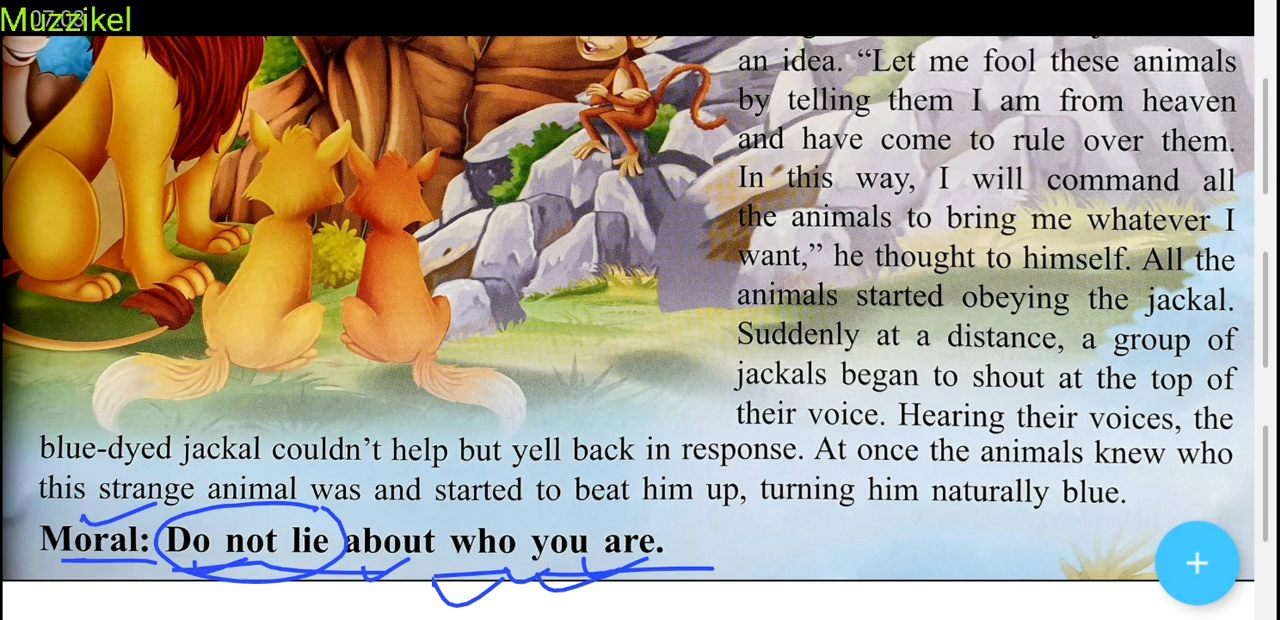 Muzzikel
07:03
an idea. “Let me fool these animals
by telling them I am from heaven
and have come to rule over them.
In this way, I will command all
the animals to bring me whatever I
want,” he thought to himself. All the
animals started obeying the jackal.
Suddenly at a distance, a group of
jackals began to shout at the top of
their voice. Hearing their voices, the
blue-dyed jackal couldn’t help but yell back in response. At once the animals knew who
this strange animal was and started to beat him up, turning him naturally blue.
Moral: Do not lie about who you are.
+